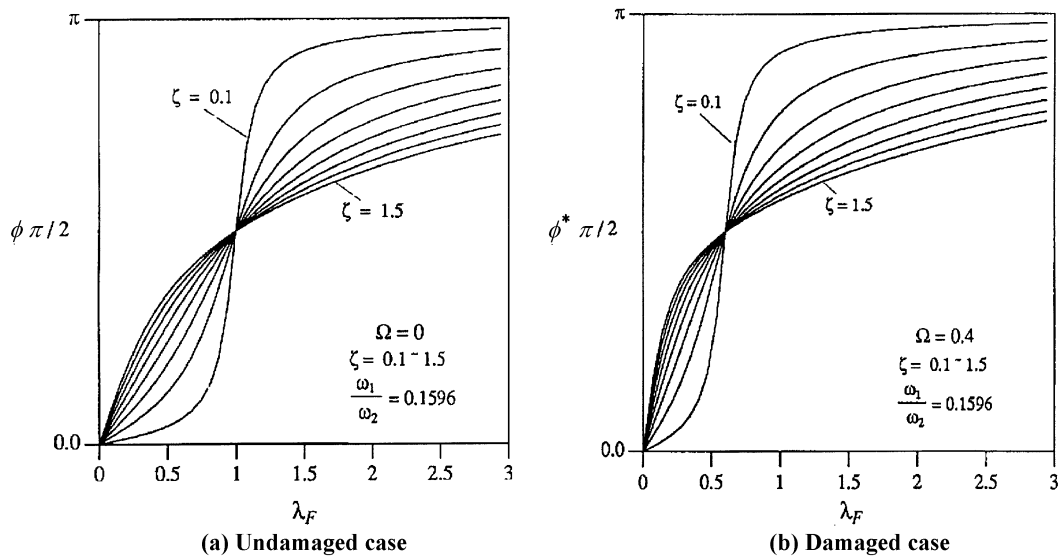 π
ζ = 0.1
ζ = 1.5
ϕ π/2
Ω = 0
ζ = 0.1 ~ 1.5
ω₁/ω₂ = 0.1596
0.0
0 0.5 1 1.5 2 2.5 3
λ_F
(a) Undamaged case
π
ζ = 0.1
ζ = 1.5
ϕ* π/2
Ω = 0.4
ζ = 0.1 ~ 1.5
ω₁/ω₂ = 0.1596
0.0
0 0.5 1 1.5 2 2.5 3
λ_F
(b) Damaged case